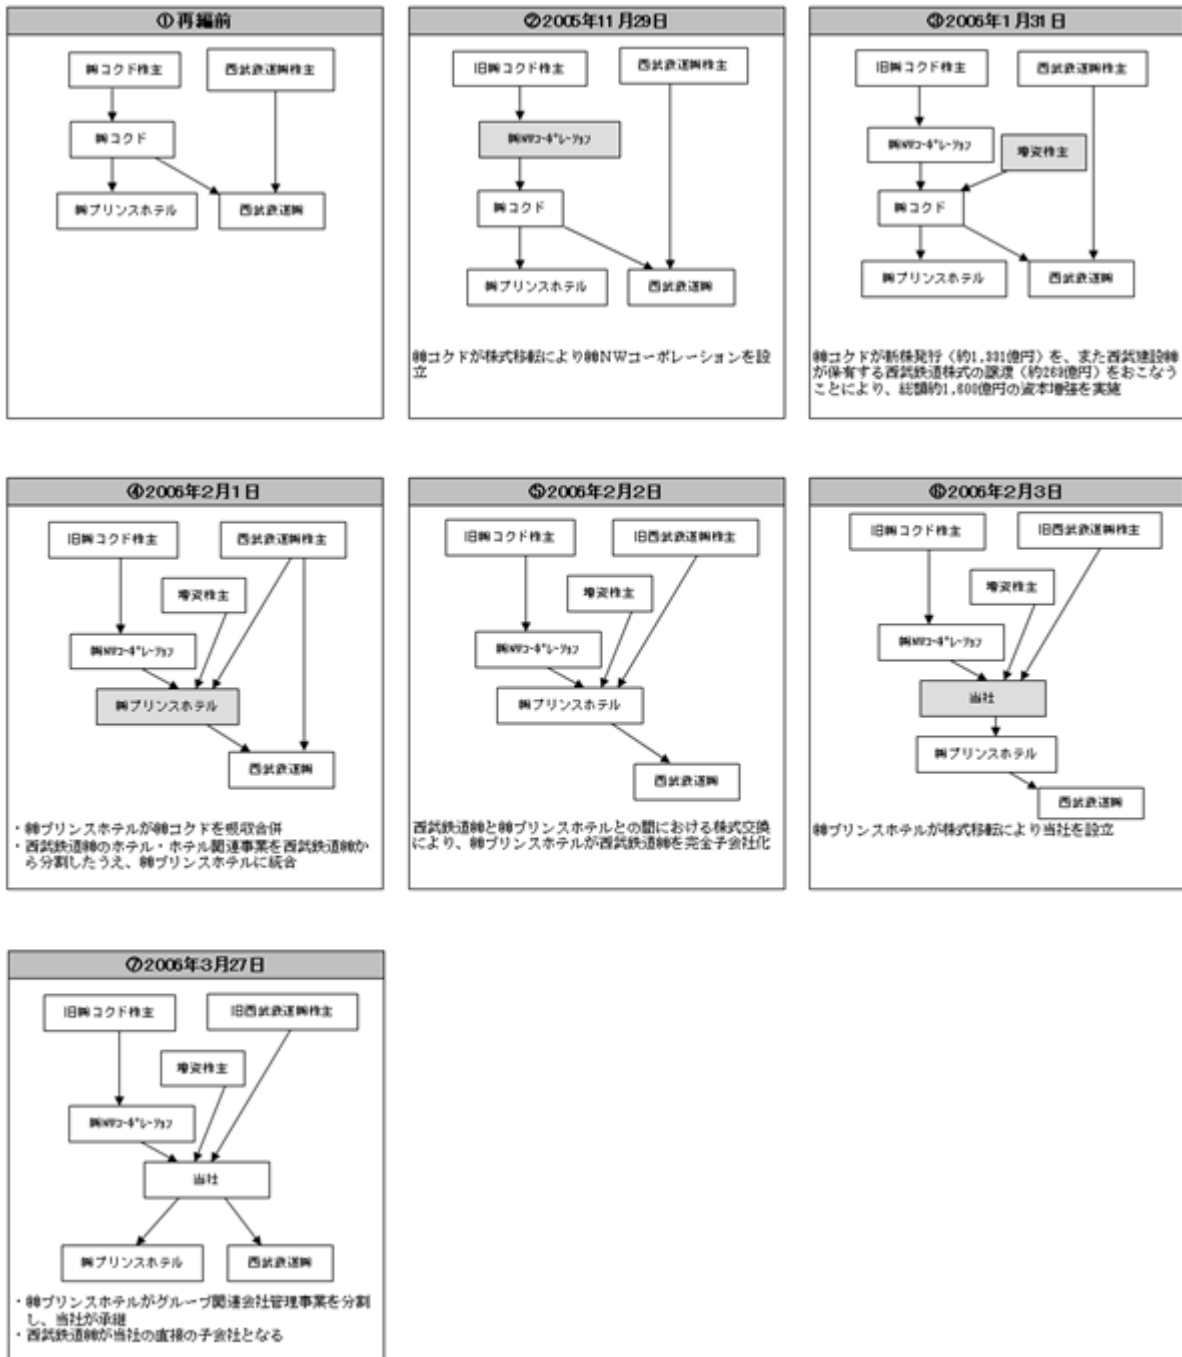 ①再編前
㈱コクド株主
西武鉄道㈱株主
㈱コクド
㈱プリンスホテル
西武鉄道㈱
②2005年11月29日
旧㈱コクド株主
西武鉄道㈱株主
㈱NWコーポレーション
㈱コクド
㈱プリンスホテル
西武鉄道㈱
㈱コクドが株式移転により㈱NWコーポレーションを設
立
③2006年1月31日
旧㈱コクド株主
西武鉄道㈱株主
㈱NWコーポレーション
増資株主
㈱コクド
㈱プリンスホテル
西武鉄道㈱
㈱コクドが新株発行（約1,331億円）を、また西武建設㈱
が保有する西武鉄道株式の譲渡（約269億円）をおこなう
ことにより、総額約1,600億円の資本増強を実施
④2006年2月1日
旧㈱コクド株主
西武鉄道㈱株主
増資株主
㈱NWコーポレーション
㈱プリンスホテル
西武鉄道㈱
・㈱プリンスホテルが㈱コクドを吸収合併
・西武鉄道㈱のホテル・ホテル関連事業を西武鉄道㈱か
ら分割したうえ、㈱プリンスホテルに統合
⑤2006年2月2日
旧㈱コクド株主
旧西武鉄道㈱株主
増資株主
㈱NWコーポレーション
㈱プリンスホテル
西武鉄道㈱
西武鉄道㈱と㈱プリンスホテルとの間における株式交換
により、㈱プリンスホテルが西武鉄道㈱を完全子会社化
⑥2006年2月3日
旧㈱コクド株主
旧西武鉄道㈱株主
増資株主
㈱NWコーポレーション
当社
㈱プリンスホテル
西武鉄道㈱
㈱プリンスホテルが株式移転により当社を設立
⑦2006年3月27日
旧㈱コクド株主
旧西武鉄道㈱株主
増資株主
㈱NWコーポレーション
当社
㈱プリンスホテル
西武鉄道㈱
・㈱プリンスホテルがグループ関連会社管理事業を分割
し、当社が承継
・西武鉄道㈱が当社の直接の子会社となる